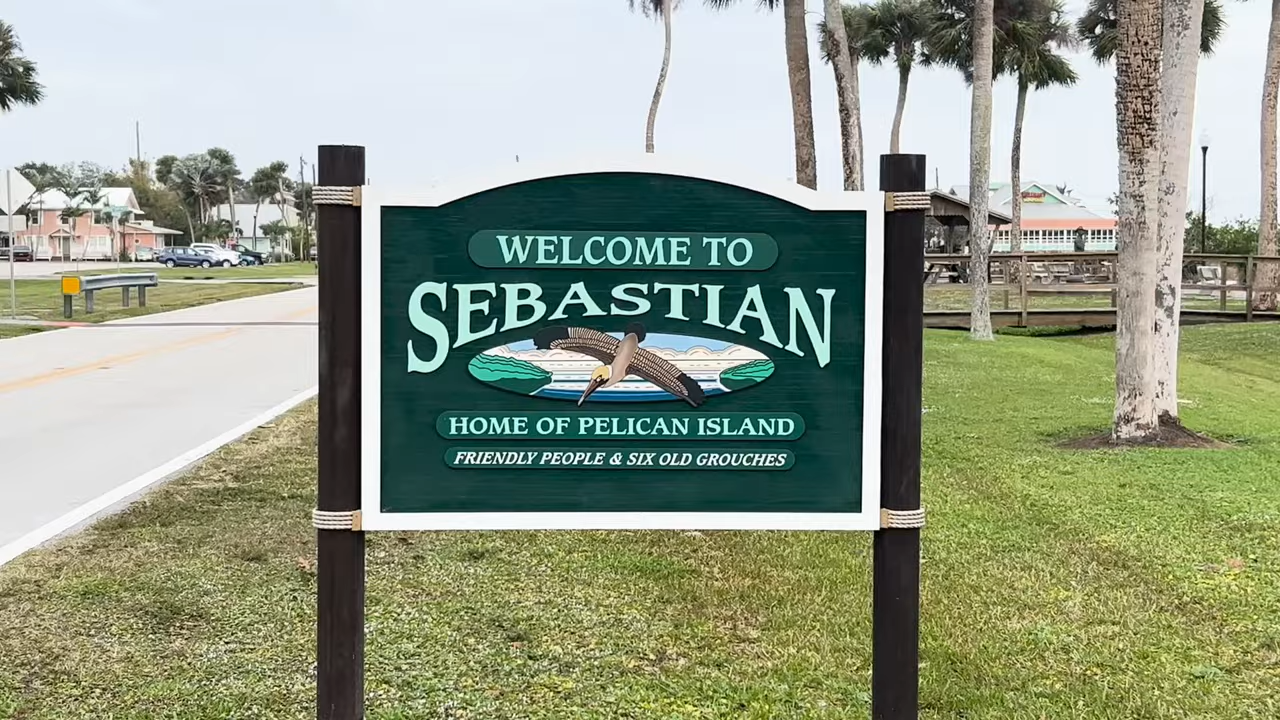 WELCOME TO
SEBASTIAN
HOME OF PELICAN ISLAND
FRIENDLY PEOPLE & SIX OLD GROUCHES